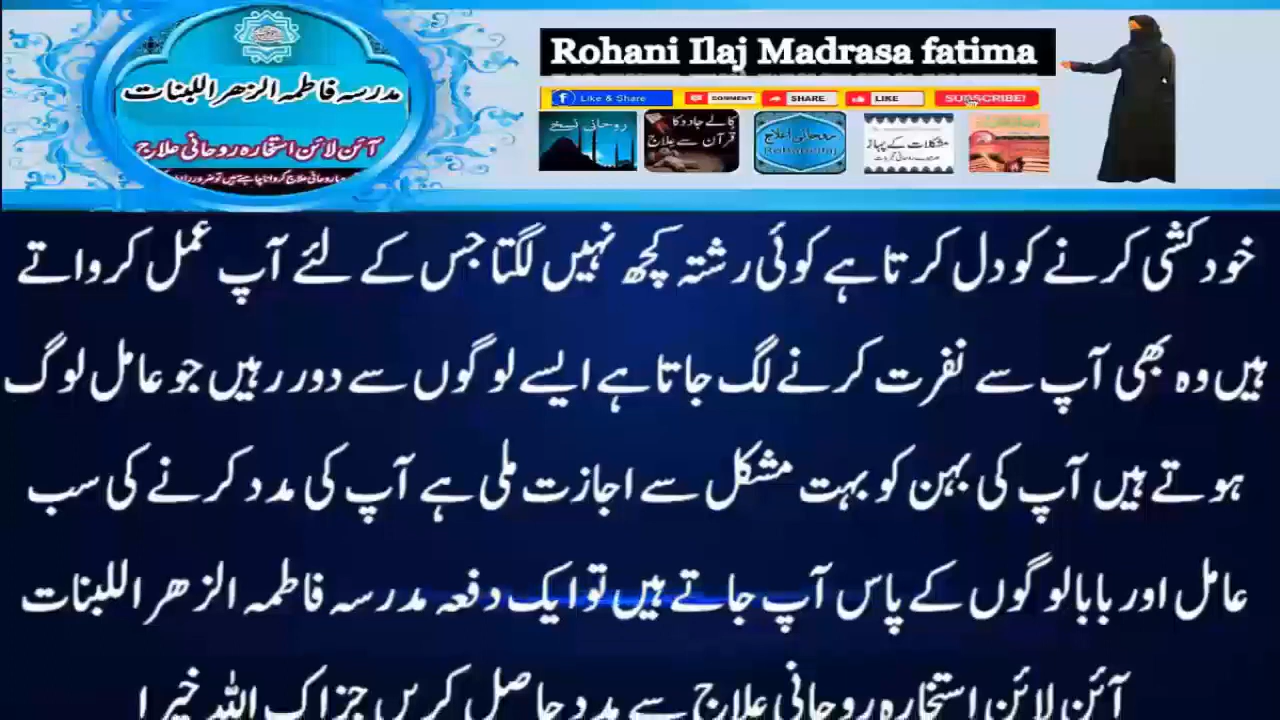 مدرسہ فاطمہ الزھرا للبنات
آئن لائن استخارہ روحانی علاج
Rohani Ilaj Madrasa fatima
Like & Share
COMMENT
SHARE
LIKE
SUBSCRIBE!
روحانی نسخے
کالے جادو کا
قرآن سے علاج
روحانی علاج
مشکلات کے پہاڑ
خودکشی کرنے کو دل کرتا ہے کوئی رشتہ کچھ نہیں لگتا جس کے لئے آپ عمل کرواتے
ہیں وہ بھی آپ سے نفرت کرنے لگ جاتا ہے ایسے لوگوں سے دور رہیں جو عامل لوگ
ہوتے ہیں آپ کی بہن کو بہت مشکل سے اجازت ملی ہے آپ کی مدد کرنے کی سب
عامل اور بابا لوگوں کے پاس آپ جاتے ہیں تو ایک دفعہ مدرسہ فاطمہ الزھرا للبنات
آئن لائن استخارہ روحانی علاج سے مدد حاصل کریں جزاک اللہ خیرا